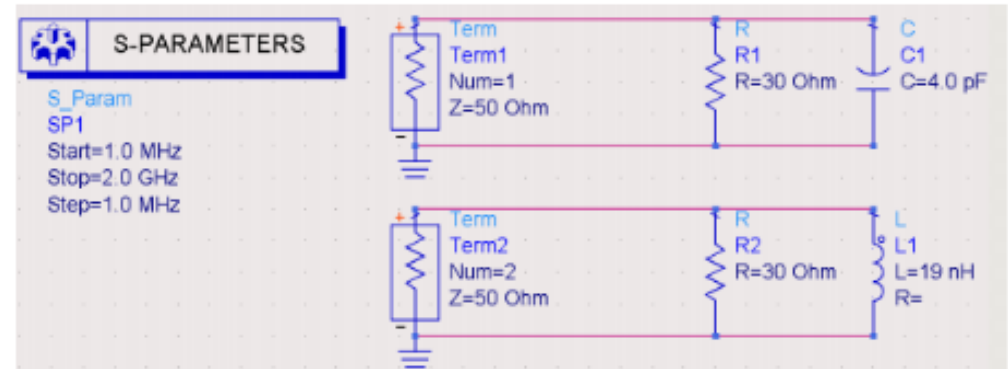 S-PARAMETERS
S_Param
SP1
Start=1.0 MHz
Stop=2.0 GHz
Step=1.0 MHz
+
Term
Term1
Num=1
Z=50 Ohm
-
R
R1
R=30 Ohm
C
C1
C=4.0 pF
+
Term
Term2
Num=2
Z=50 Ohm
-
R
R2
R=30 Ohm
L
L1
L=19 nH
R=